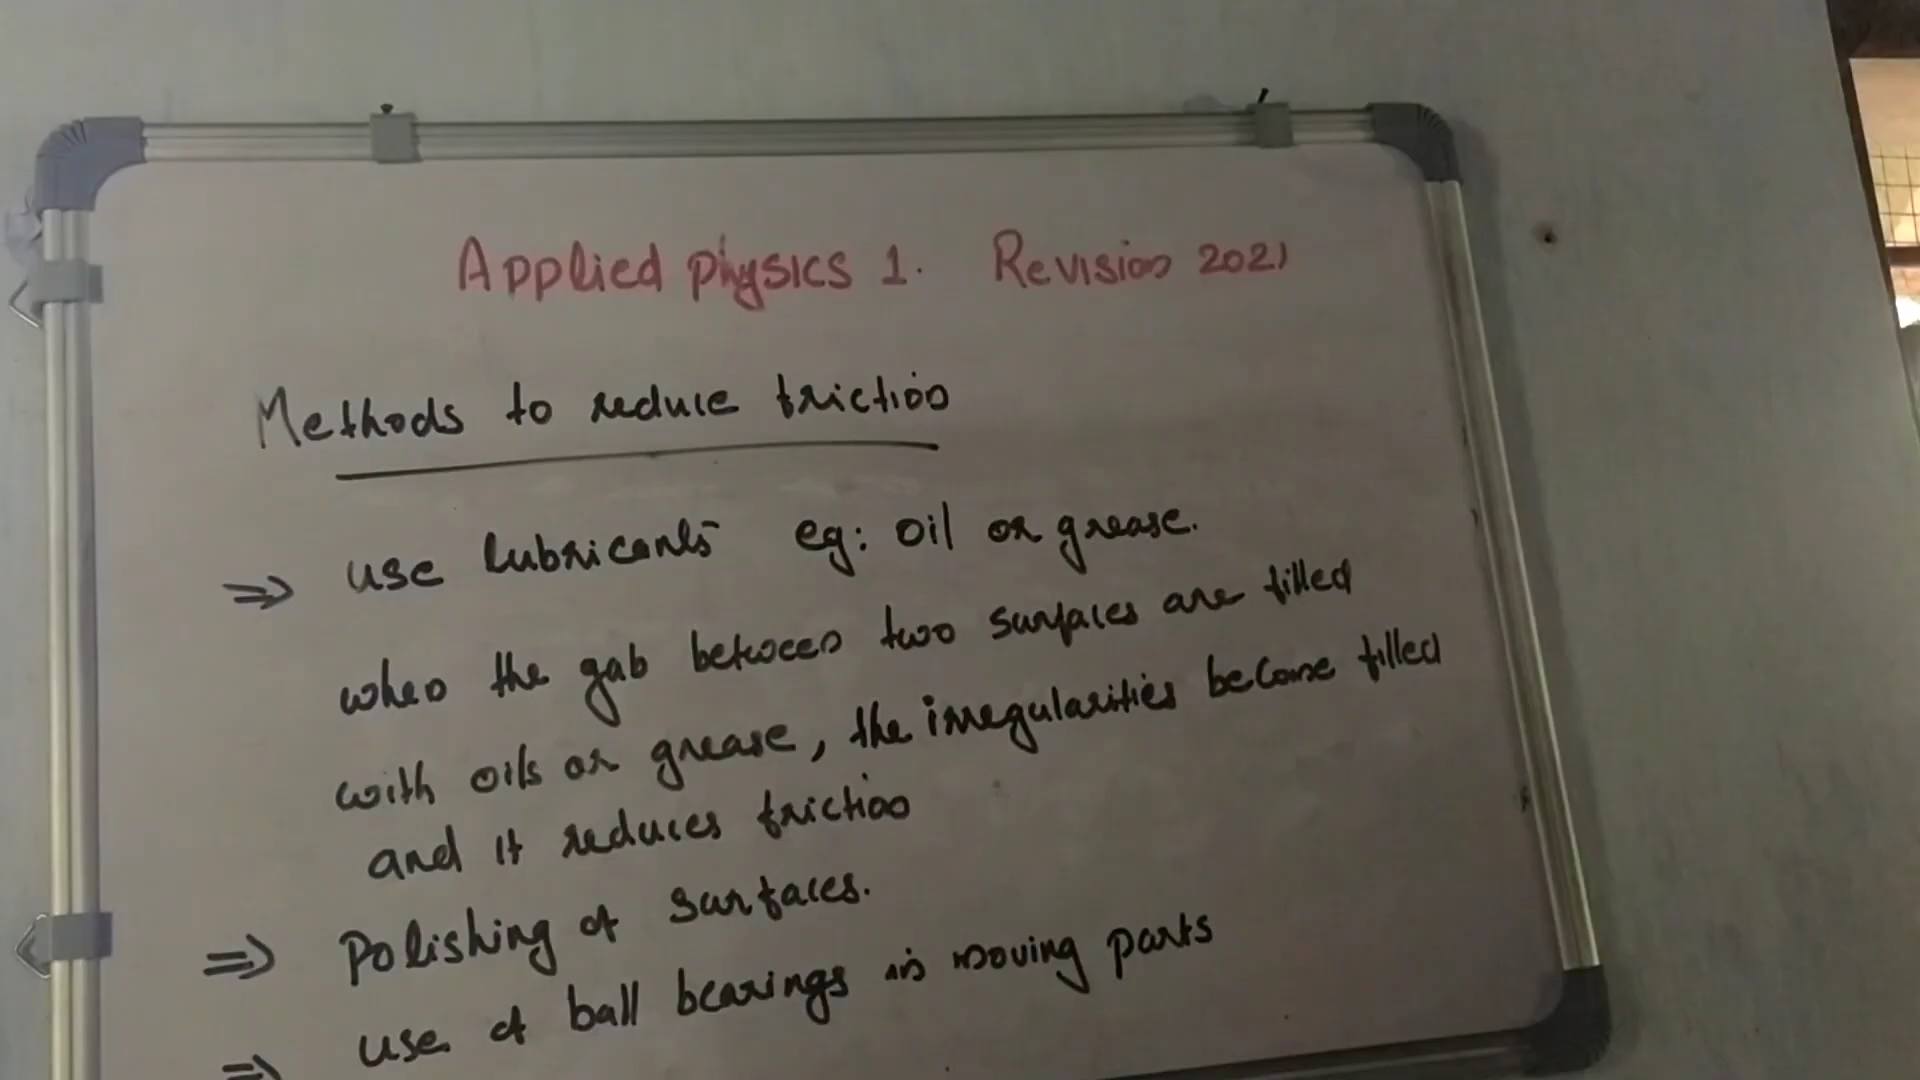 Applied physics 1. Revision 2021
Methods to reduce friction
⇒ use lubricants eg: oil or grease.
when the gab between two surfaces are filled
with oils or grease, the irregularities become filled
and it reduces friction
⇒ Polishing of surfaces.
⇒ use of ball bearings in moving parts